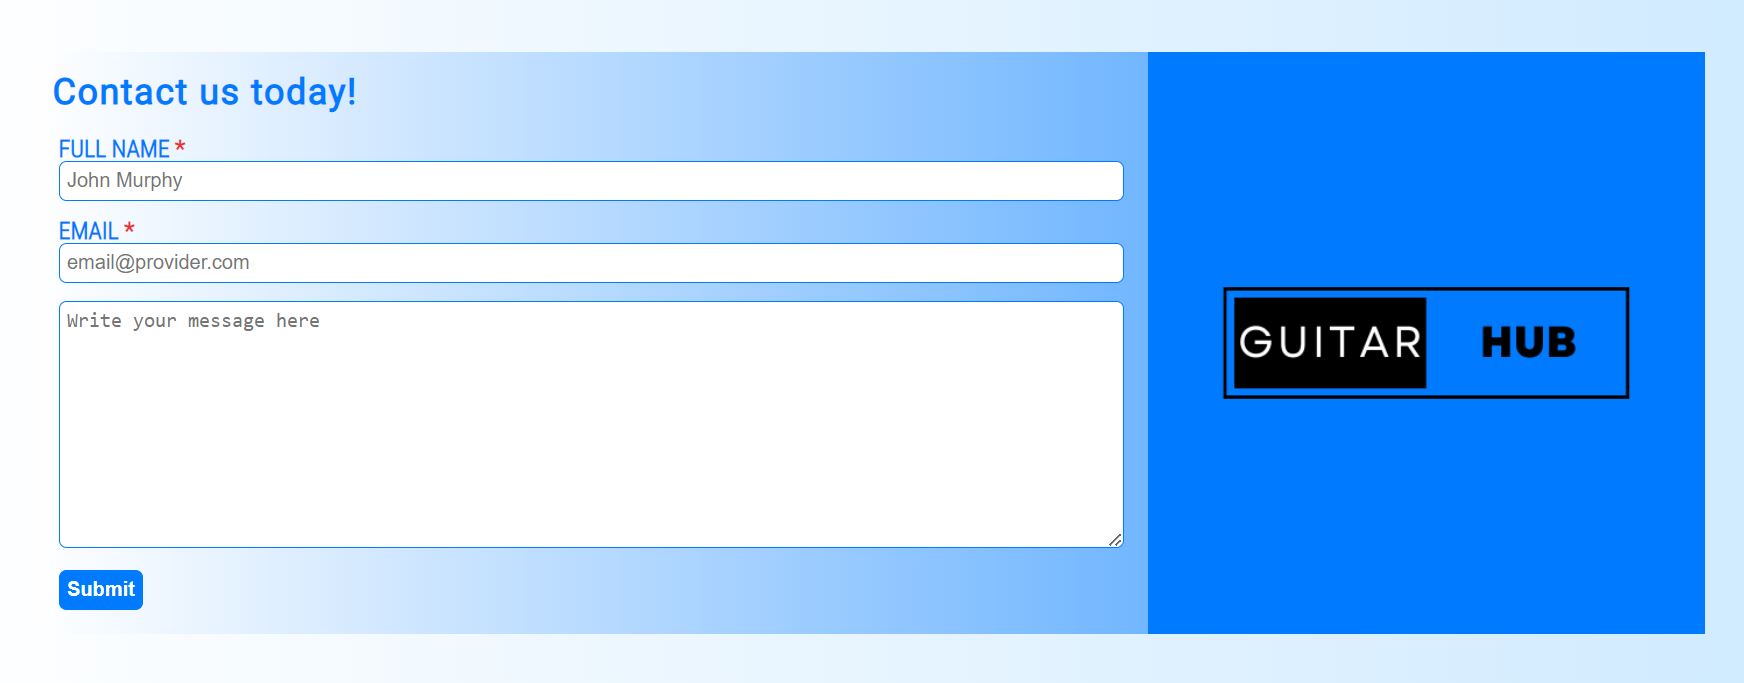 Contact us today!
FULL NAME *
John Murphy
EMAIL *
email@provider.com
Write your message here
Submit
GUITAR HUB